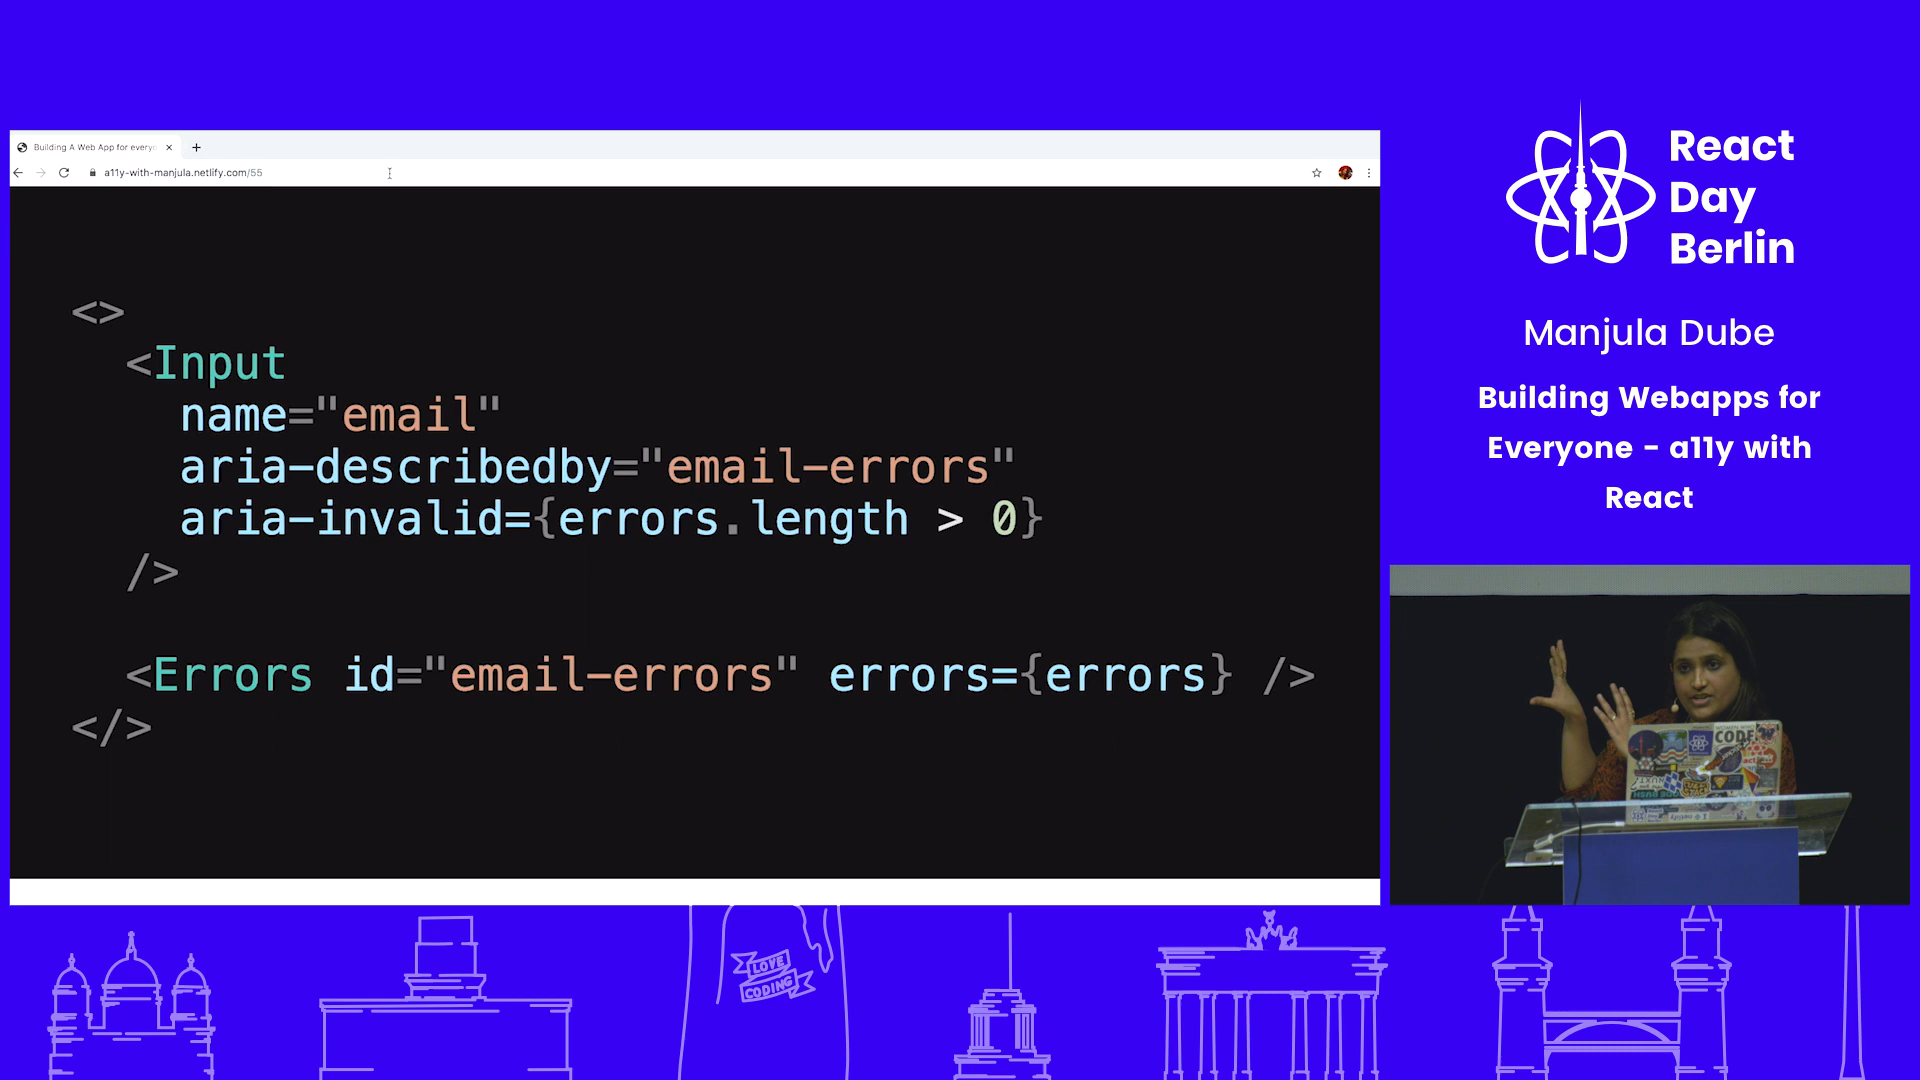 Building A Web App for everyo
a11y-with-manjula.netlify.com/55
<>
<Input
name="email"
aria-describedby="email-errors"
aria-invalid={errors.length > 0}
/>
<Errors id="email-errors" errors={errors} />
</>
React
Day
Berlin
Manjula Dube
Building Webapps for
Everyone - a11y with
React
CODE
LOVE
CODING